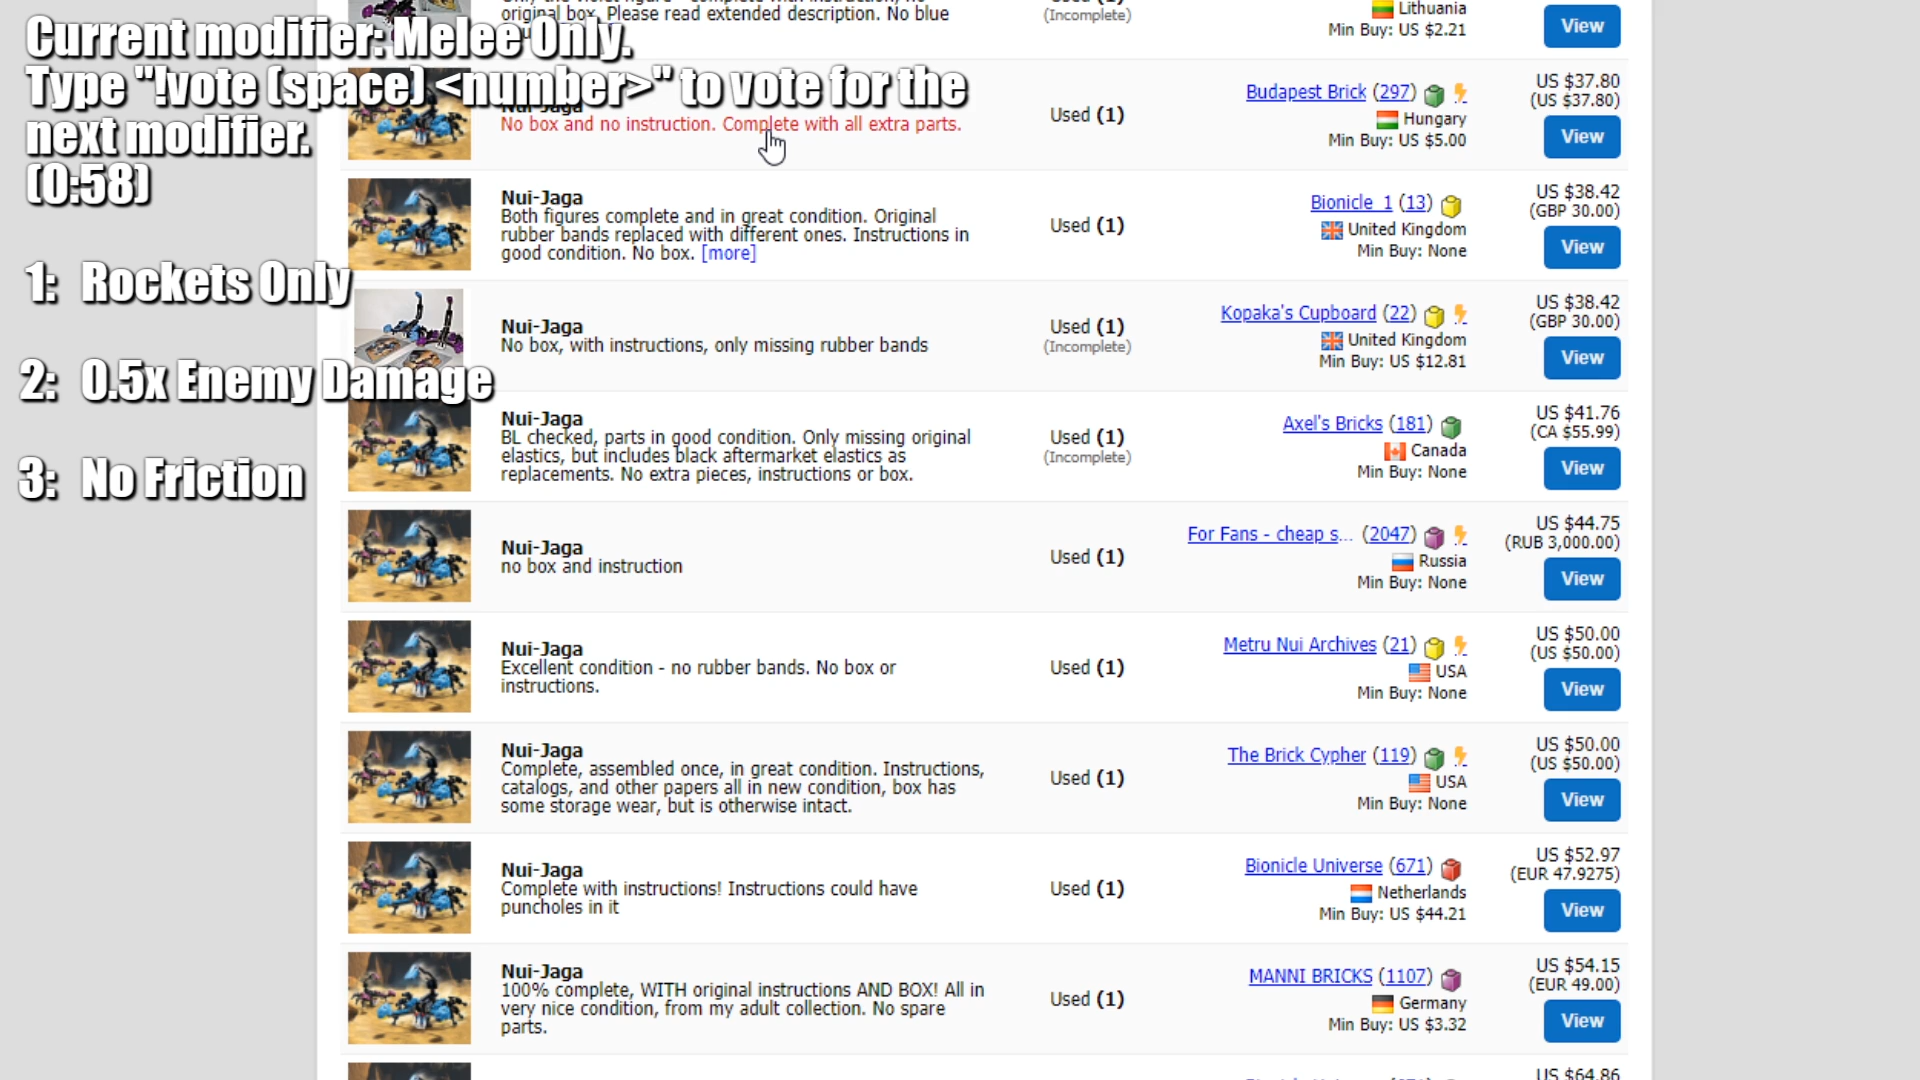 Current modifier: Melee Only.
Type "!vote (space) <number>" to vote for the
next modifier.
(0:58)
1: Rockets Only
2: 0.5x Enemy Damage
3: No Friction
original box. Please read extended description. No blue
(Incomplete)
Lithuania
Min Buy: US $2.21
View
Nui-Jaga
No box and no instruction. Complete with all extra parts.
Used (1)
Budapest Brick (297)
Hungary
Min Buy: US $5.00
US $37.80
(US $37.80)
View
Nui-Jaga
Both figures complete and in great condition. Original
rubber bands replaced with different ones. Instructions in
good condition. No box. [more]
Used (1)
Bionicle_1 (13)
United Kingdom
Min Buy: None
US $38.42
(GBP 30.00)
View
Nui-Jaga
No box, with instructions, only missing rubber bands
Used (1)
(Incomplete)
Kopaka's Cupboard (22)
United Kingdom
Min Buy: US $12.81
US $38.42
(GBP 30.00)
View
Nui-Jaga
BL checked, parts in good condition. Only missing original
elastics, but includes black aftermarket elastics as
replacements. No extra pieces, instructions or box.
Used (1)
(Incomplete)
Axel's Bricks (181)
Canada
Min Buy: None
US $41.76
(CA $55.99)
View
Nui-Jaga
no box and instruction
Used (1)
For Fans - cheap s... (2047)
Russia
Min Buy: None
US $44.75
(RUB 3,000.00)
View
Nui-Jaga
Excellent condition - no rubber bands. No box or
instructions.
Used (1)
Metru Nui Archives (21)
USA
Min Buy: None
US $50.00
(US $50.00)
View
Nui-Jaga
Complete, assembled once, in great condition. Instructions,
catalogs, and other papers all in new condition, box has
some storage wear, but is otherwise intact.
Used (1)
The Brick Cypher (119)
USA
Min Buy: None
US $50.00
(US $50.00)
View
Nui-Jaga
Complete with instructions! Instructions could have
puncholes in it
Used (1)
Bionicle Universe (671)
Netherlands
Min Buy: US $44.21
US $52.97
(EUR 47.9275)
View
Nui-Jaga
100% complete, WITH original instructions AND BOX! All in
very nice condition, from my adult collection. No spare
parts.
Used (1)
MANNI BRICKS (1107)
Germany
Min Buy: US $3.32
US $54.15
(EUR 49.00)
View
US $64.86